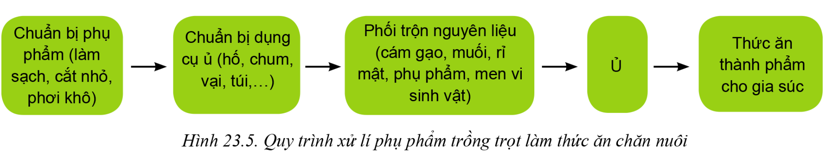 Chuẩn bị phụ
phẩm (làm
sạch, cắt nhỏ,
phơi khô)
Chuẩn bị dụng
cụ ủ (hố, chum,
vại, túi,…)
Phối trộn nguyên liệu
(cám gạo, muối, rỉ
mật, phụ phẩm, men vi
sinh vật)
Ủ
Thức ăn
thành phẩm
cho gia súc
Hình 23.5. Quy trình xử lí phụ phẩm trồng trọt làm thức ăn chăn nuôi